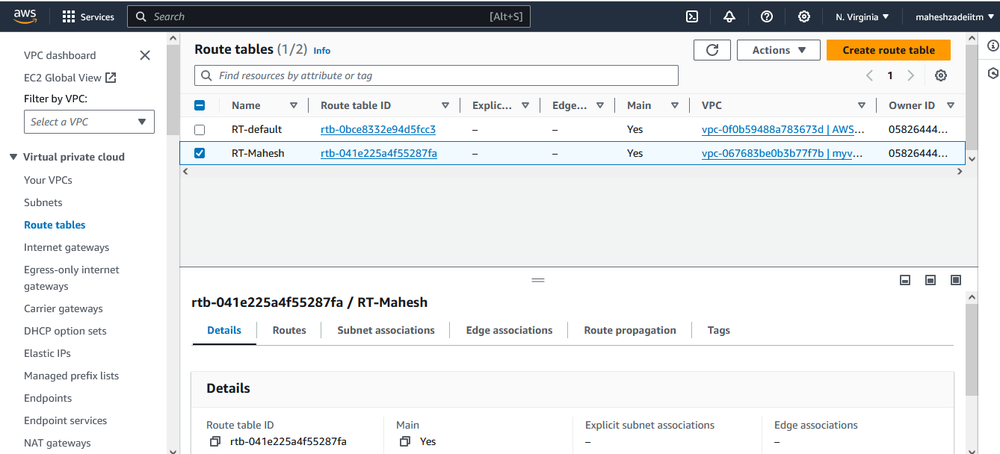 aws
Services
Search
[Alt+S]
N. Virginia
maheshzadeiitm
VPC dashboard
EC2 Global View
Filter by VPC:
Select a VPC
Virtual private cloud
Your VPCs
Subnets
Route tables
Internet gateways
Egress-only internet
gateways
Carrier gateways
DHCP option sets
Elastic IPs
Managed prefix lists
Endpoints
Endpoint services
NAT gateways
Route tables (1/2) Info
Actions
Create route table
Find resources by attribute or tag
1
Name Route table ID Explic... Edge... Main VPC Owner ID
RT-default rtb-0bce8332e94d5fcc3 – – Yes vpc-0f0b59488a783673d | AWS... 05826444...
RT-Mahesh rtb-041e225a4f55287fa – – Yes vpc-067683be0b3b77f7b | myv... 05826444...
rtb-041e225a4f55287fa / RT-Mahesh
Details Routes Subnet associations Edge associations Route propagation Tags
Details
Route table ID Main Explicit subnet associations Edge associations
rtb-041e225a4f55287fa Yes – –